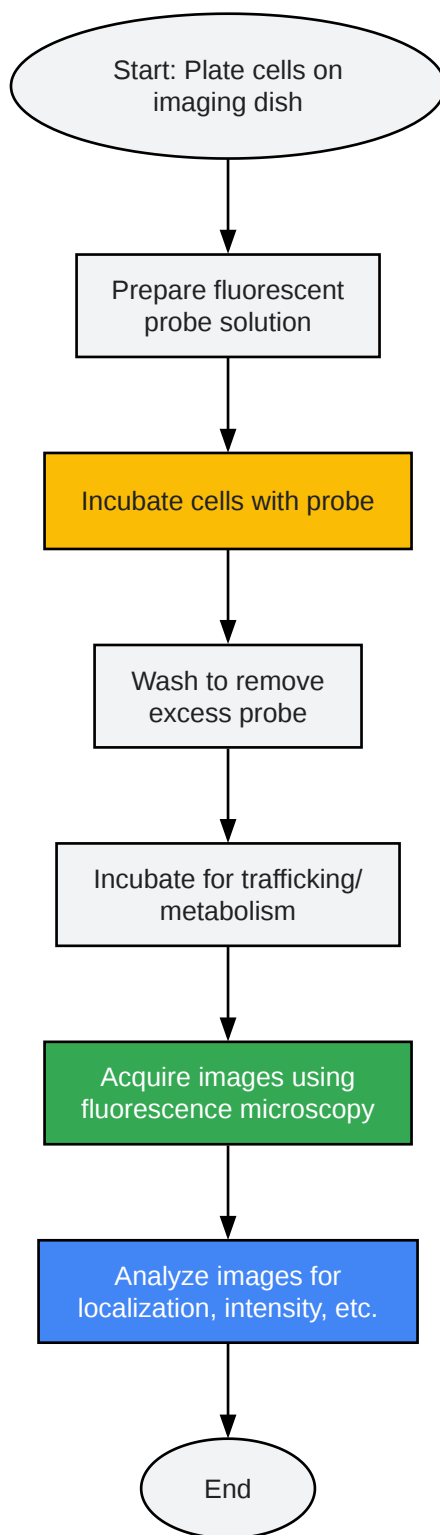 Start: Plate cells on
imaging dish
Prepare fluorescent
probe solution
Incubate cells with probe
Wash to remove
excess probe
Incubate for trafficking/
metabolism
Acquire images using
fluorescence microscopy
Analyze images for
localization, intensity, etc.
End